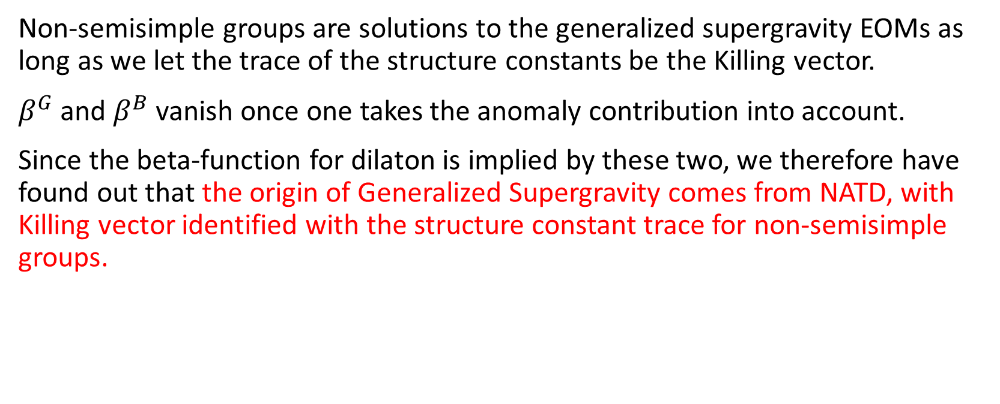 Non-semisimple groups are solutions to the generalized supergravity EOMs as
long as we let the trace of the structure constants be the Killing vector.
𝛽ᴳ and 𝛽ᴮ vanish once one takes the anomaly contribution into account.
Since the beta-function for dilaton is implied by these two, we therefore have
found out that the origin of Generalized Supergravity comes from NATD, with
Killing vector identified with the structure constant trace for non-semisimple
groups.